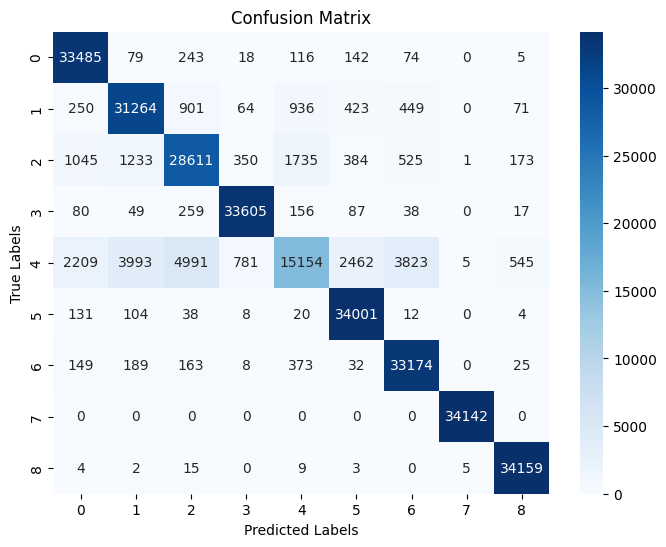 Confusion Matrix
0 33485 79 243 18 116 142 74 0 5
1 250 31264 901 64 936 423 449 0 71
2 1045 1233 28611 350 1735 384 525 1 173
3 80 49 259 33605 156 87 38 0 17
4 2209 3993 4991 781 15154 2462 3823 5 545
5 131 104 38 8 20 34001 12 0 4
6 149 189 163 8 373 32 33174 0 25
7 0 0 0 0 0 0 0 34142 0
8 4 2 15 0 9 3 0 5 34159
0 1 2 3 4 5 6 7 8
Predicted Labels
True Labels
30000
25000
20000
15000
10000
5000
0